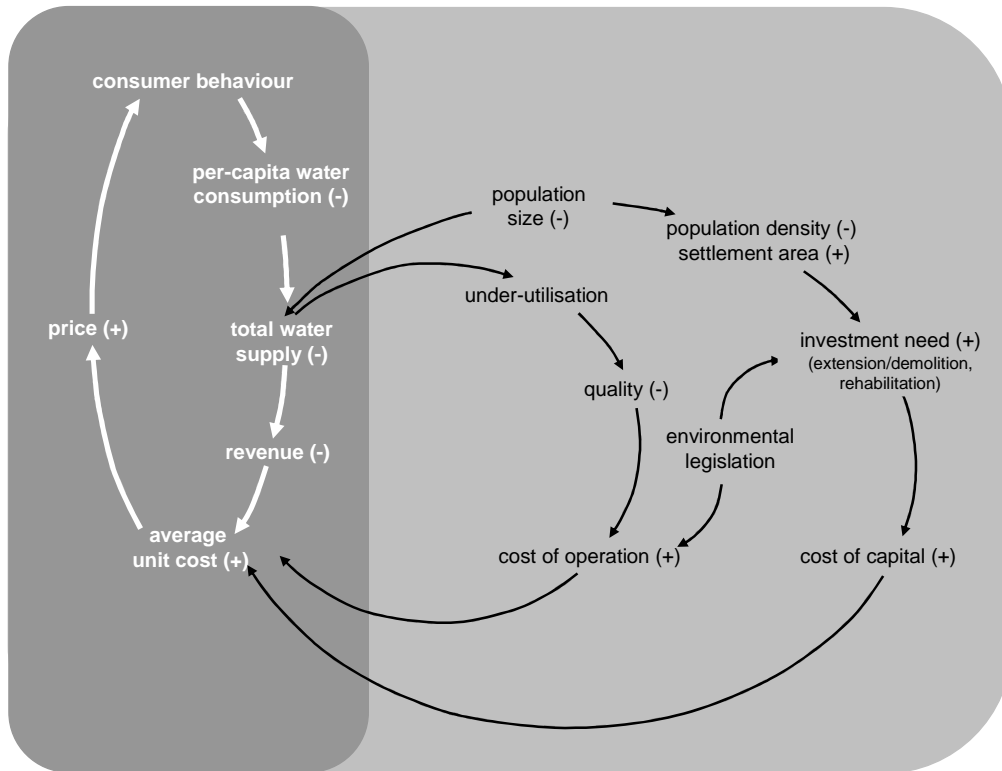 consumer behaviour
per-capita water
consumption (-)
population
size (-)
population density (-)
settlement area (+)
under-utilisation
price (+)
total water
supply (-)
investment need (+)
(extension/demolition,
rehabilitation)
quality (-)
revenue (-)
environmental
legislation
average
unit cost (+)
cost of operation (+)
cost of capital (+)